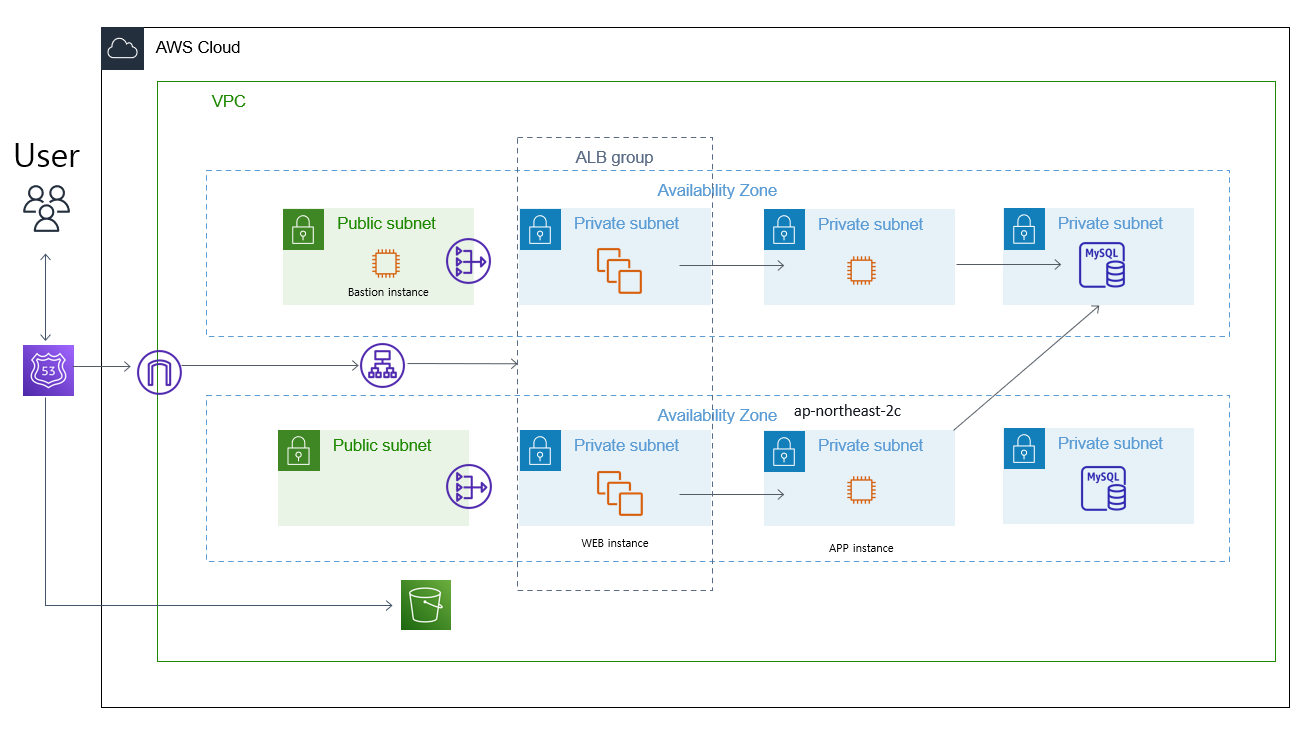 AWS Cloud
VPC
User
ALB group
Availability Zone
Public subnet
Private subnet
Private subnet
Private subnet
MySQL
Bastion instance
53
Availability Zone
ap-northeast-2c
Public subnet
Private subnet
Private subnet
Private subnet
MySQL
WEB instance
APP instance